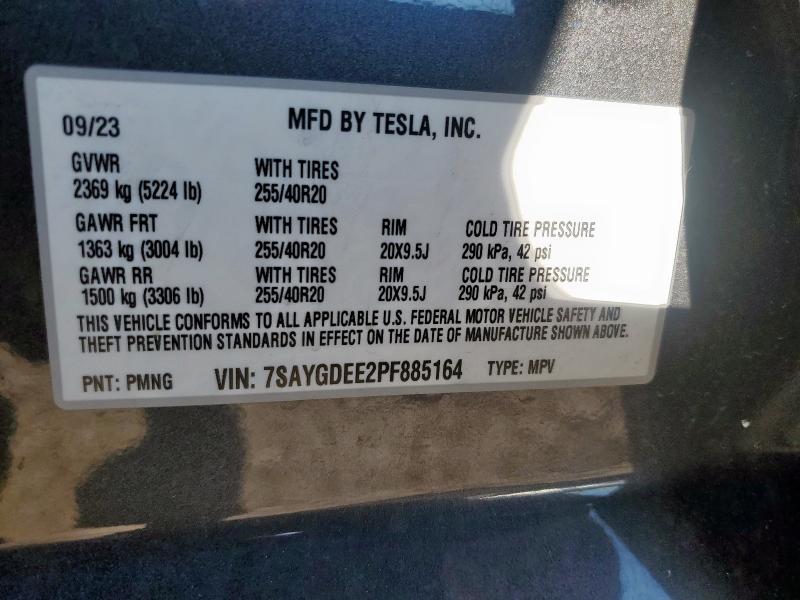 09/23 MFD BY TESLA, INC.
GVWR WITH TIRES
2369 kg (5224 lb) 255/40R20
GAWR FRT WITH TIRES RIM COLD TIRE PRESSURE
1363 kg (3004 lb) 255/40R20 20X9.5J 290 kPa, 42 psi
GAWR RR WITH TIRES RIM COLD TIRE PRESSURE
1500 kg (3306 lb) 255/40R20 20X9.5J 290 kPa, 42 psi
THIS VEHICLE CONFORMS TO ALL APPLICABLE U.S. FEDERAL MOTOR VEHICLE SAFETY AND
THEFT PREVENTION STANDARDS IN EFFECT ON THE DATE OF MANUFACTURE SHOWN ABOVE.
PNT: PMNG VIN: 7SAYGDEE2PF885164 TYPE: MPV